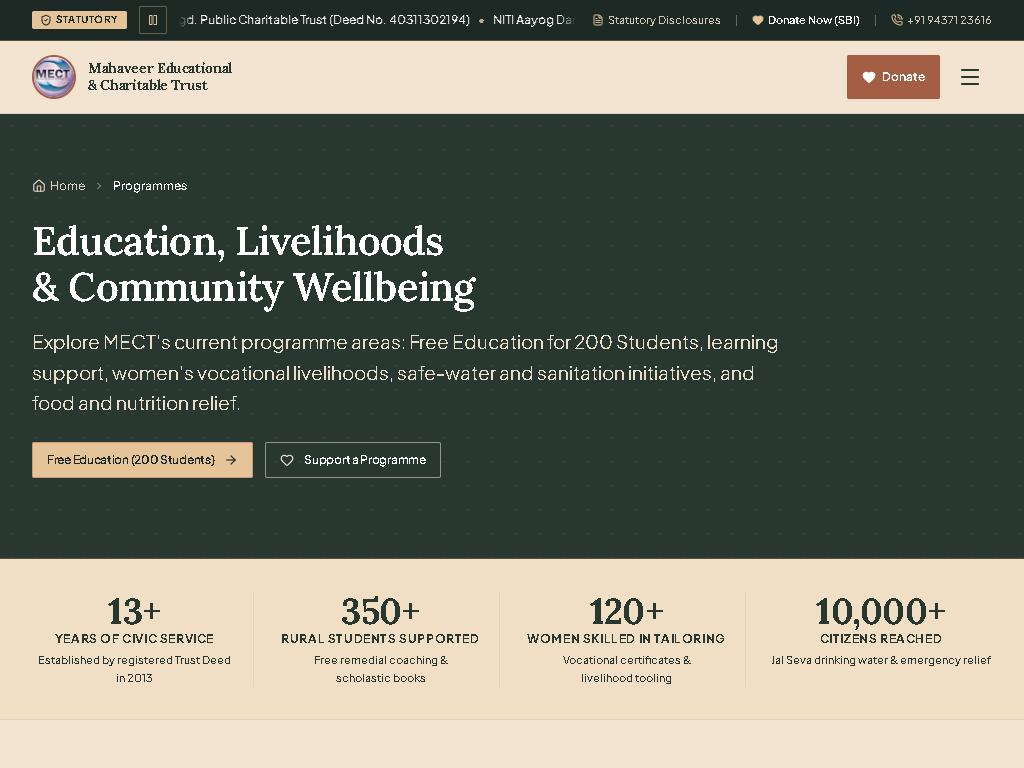 STATUTORY
gd. Public Charitable Trust (Deed No. 40311302194) • NITI Aayog
Statutory Disclosures
Donate Now (SBI)
+91 94371 23616
MECT
Mahaveer Educational
& Charitable Trust
Donate
Home > Programmes
Education, Livelihoods
& Community Wellbeing
Explore MECT's current programme areas: Free Education for 200 Students, learning
support, women's vocational livelihoods, safe-water and sanitation initiatives, and
food and nutrition relief.
Free Education (200 Students)
Support a Programme
13+
YEARS OF CIVIC SERVICE
Established by registered Trust Deed
in 2013
350+
RURAL STUDENTS SUPPORTED
Free remedial coaching &
scholastic books
120+
WOMEN SKILLED IN TAILORING
Vocational certificates &
livelihood tooling
10,000+
CITIZENS REACHED
Jal Seva drinking water & emergency relief